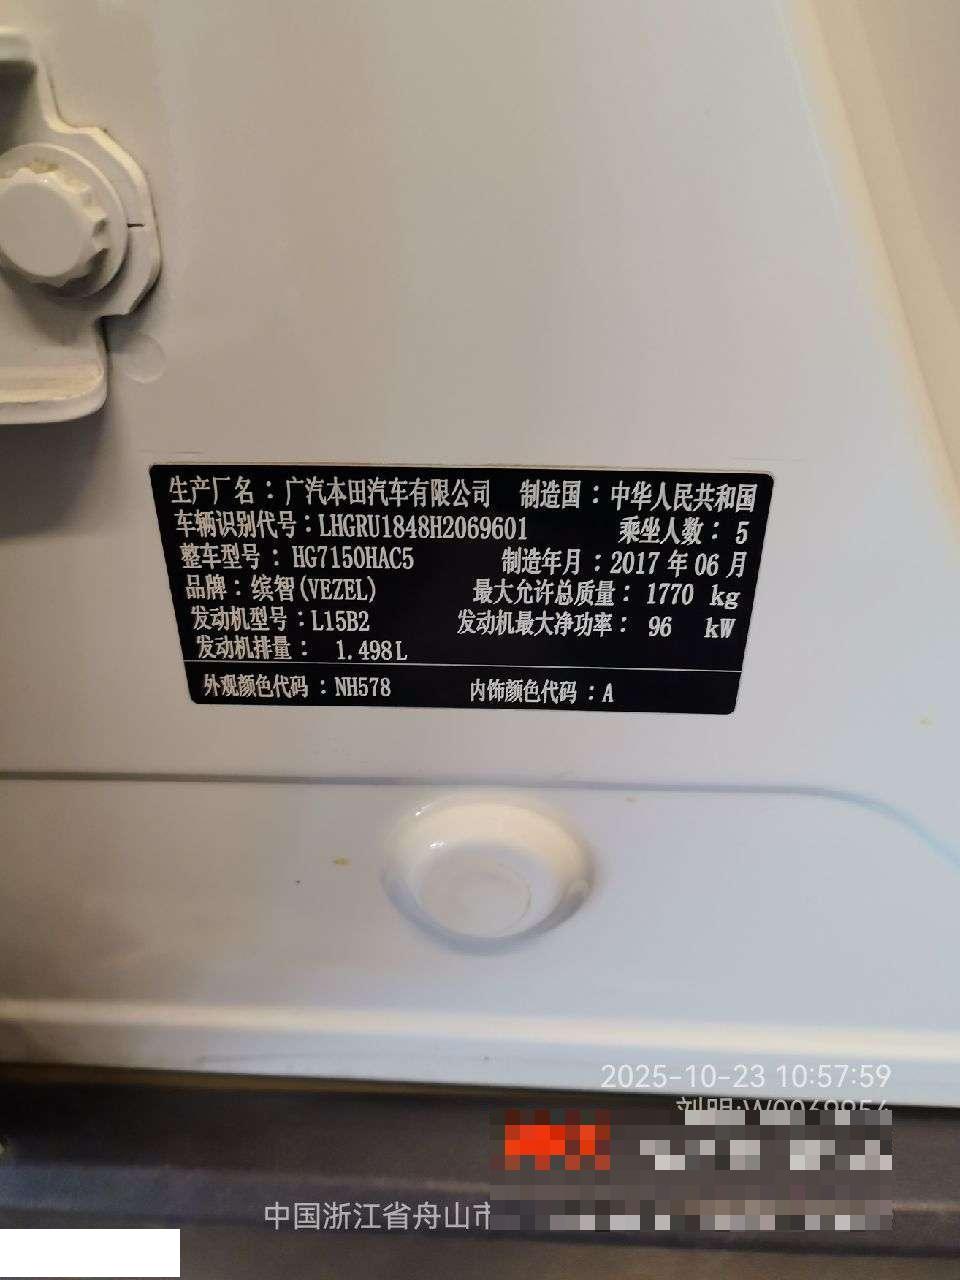 生产厂名：广汽本田汽车有限公司 制造国：中华人民共和国
车辆识别代号：LHGRU1848H2069601 乘坐人数：5
整车型号：HG7150HAC5 制造年月：2017年06月
品牌：缤智(VEZEL) 最大允许总质量：1770 kg
发动机型号：L15B2 发动机最大净功率：96 kW
发动机排量：1.498L
外观颜色代码：NH578 内饰颜色代码：A
2025-10-23 10:57:59
中国浙江省舟山市